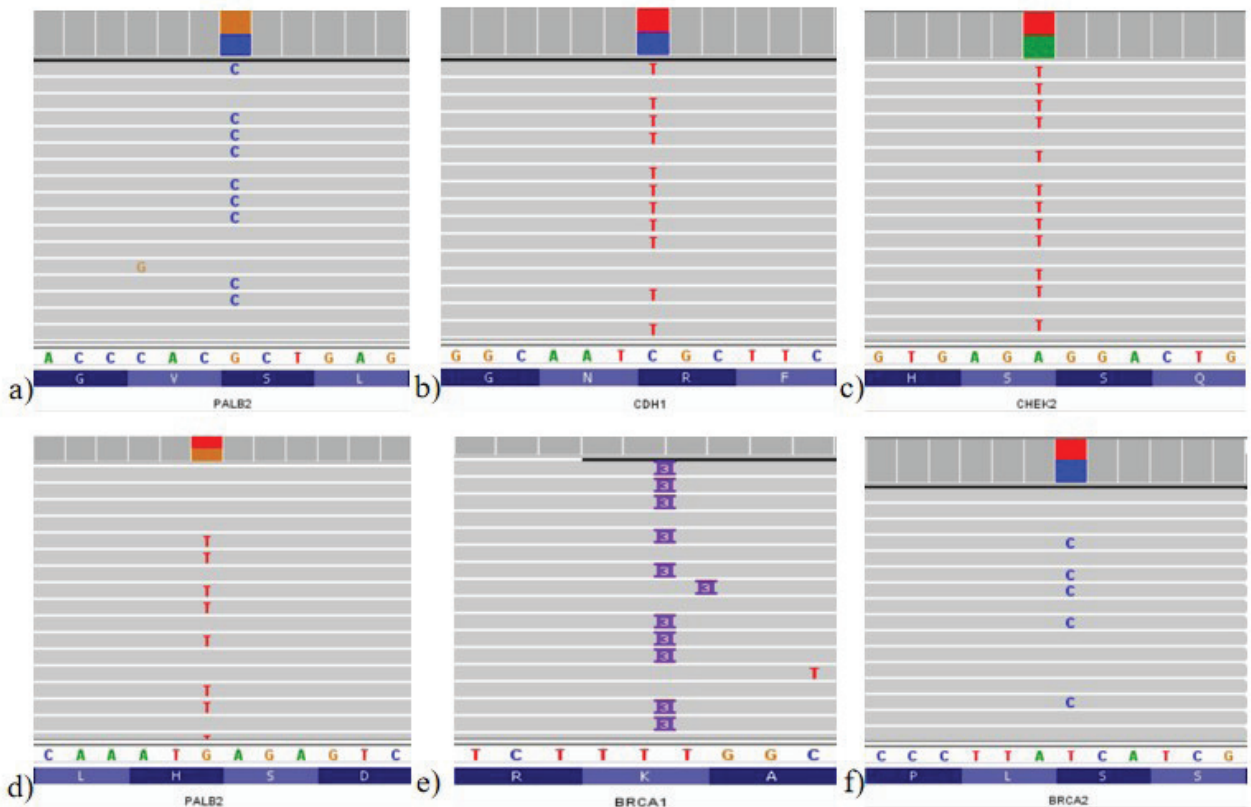 C
C
C
C
C
C
C
G
C
C
A C C C A C G C T G A G
G V S L
a)
PALB2
T
T
T
T
T
T
T
T
T
T
T
G G C A A T C G C T T C
G N R F
b)
CDH1
T
T
T
T
T
T
T
T
T
T
T
T
G T G A G A G G A C T G
H S S Q
c)
CHEK2
T
T
T
T
T
T
T
T
C A A A T G A G A G T C
L H S D
d)
PALB2
3
3
3
3
3
3
3
3
3
T
3
3
T C T T T T G G C
R K A
e)
BRCA1
C
C
C
C
C
C C C T T A T C A T C G
P L S S
f)
BRCA2